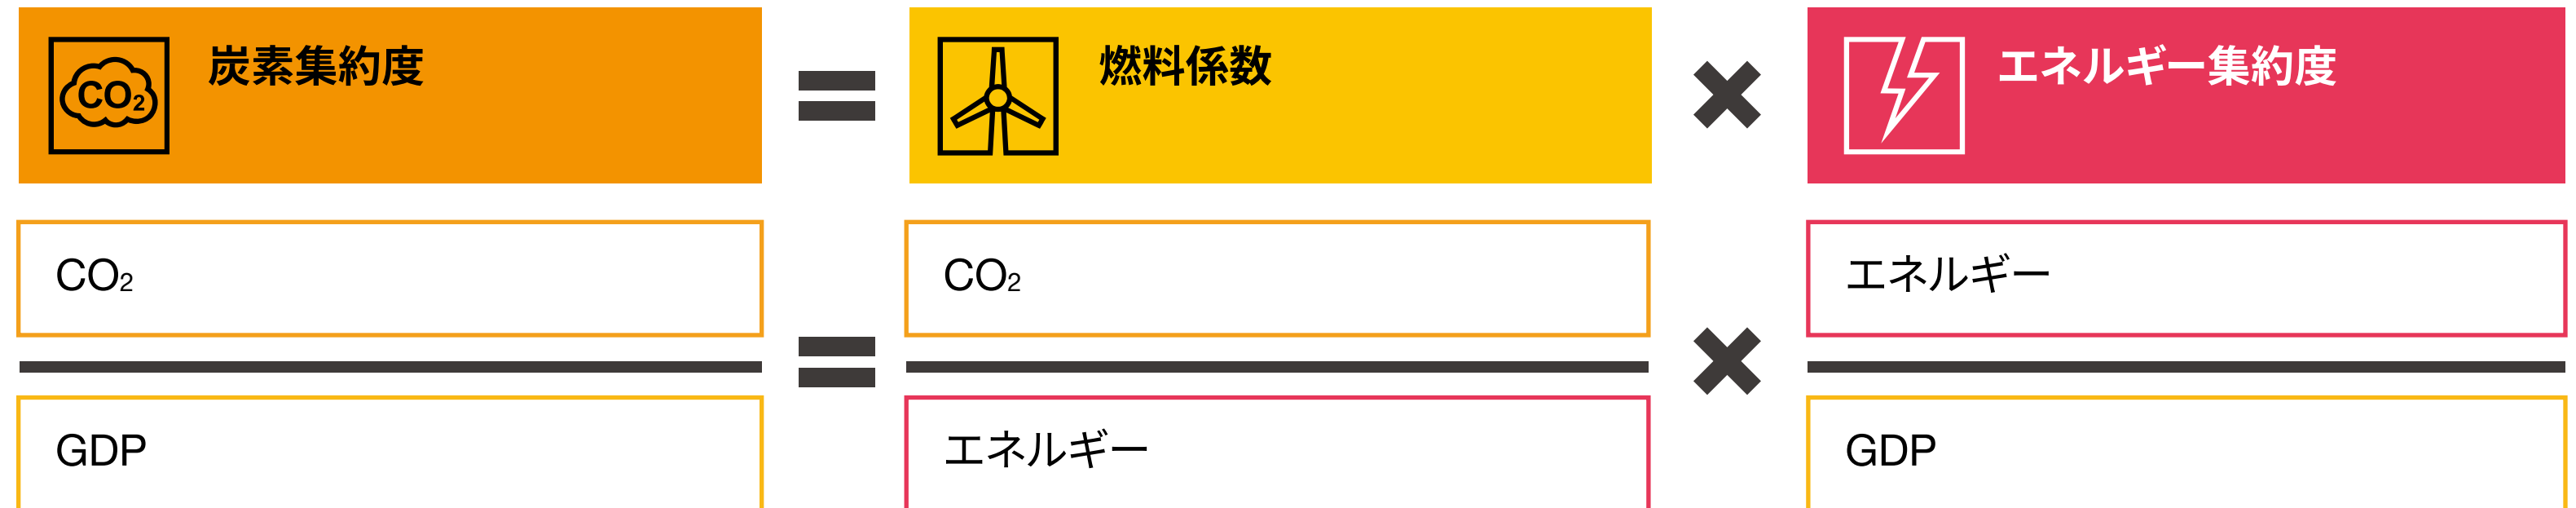 CO₂ 炭素集約度 = 燃料係数 × エネルギー集約度
CO₂ = CO₂ × エネルギー
GDP エネルギー GDP